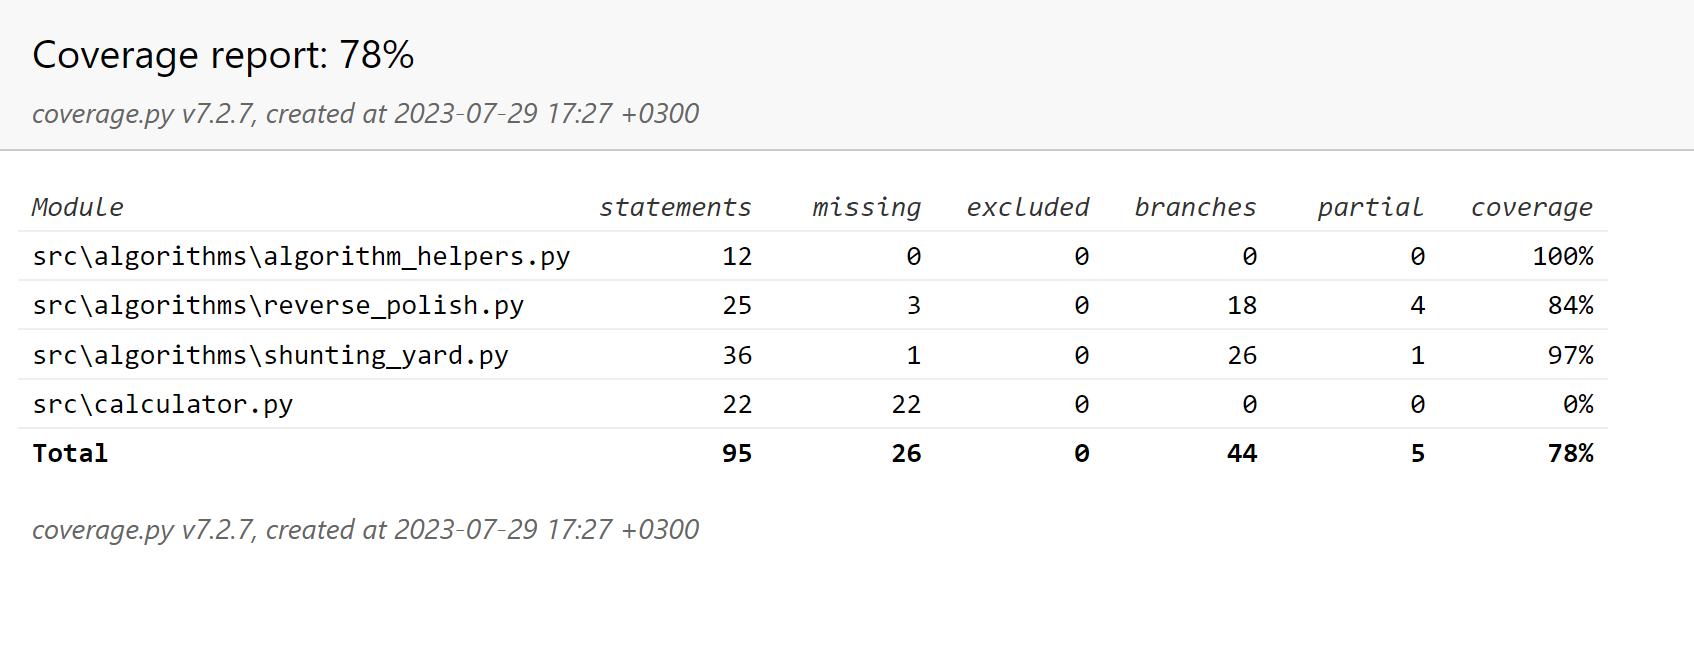 Coverage report: 78%
coverage.py v7.2.7, created at 2023-07-29 17:27 +0300
Module statements missing excluded branches partial coverage
src\algorithms\algorithm_helpers.py 12 0 0 0 0 100%
src\algorithms\reverse_polish.py 25 3 0 18 4 84%
src\algorithms\shunting_yard.py 36 1 0 26 1 97%
src\calculator.py 22 22 0 0 0 0%
Total 95 26 0 44 5 78%
coverage.py v7.2.7, created at 2023-07-29 17:27 +0300